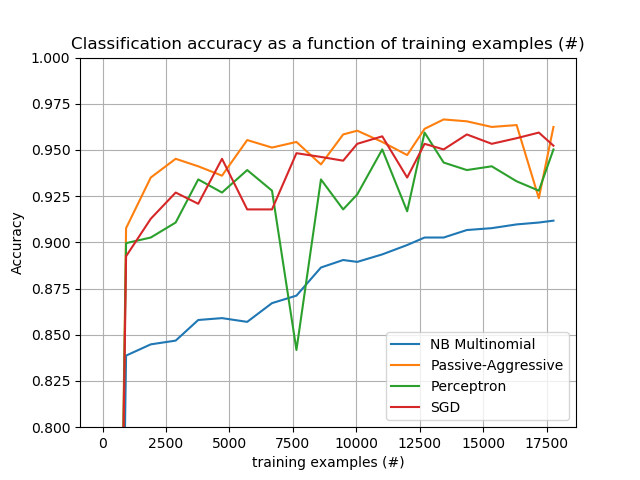 Classification accuracy as a function of training examples (#)
1.000
0.975
0.950
0.925
0.900
0.875
0.850
0.825
0.800
Accuracy
NB Multinomial
Passive-Aggressive
Perceptron
SGD
0 2500 5000 7500 10000 12500 15000 17500
training examples (#)